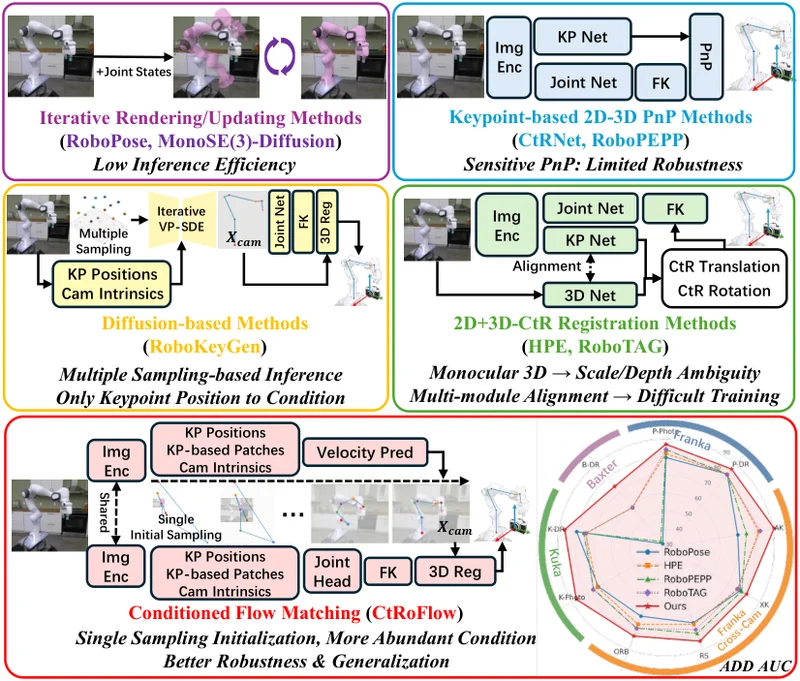 +Joint States
Iterative Rendering/Updating Methods
(RoboPose, MonoSE(3)-Diffusion)
Low Inference Efficiency
Img
Enc
KP Net
Joint Net
FK
PnP
Keypoint-based 2D-3D PnP Methods
(CtRNet, RoboPEPP)
Sensitive PnP: Limited Robustness
Multiple
Sampling
Iterative
VP-SDE
KP Positions
Cam Intrinsics
Xcam
Joint Net
FK
3D Reg
Diffusion-based Methods
(RoboKeyGen)
Multiple Sampling-based Inference
Only Keypoint Position to Condition
Img
Enc
Joint Net
FK
KP Net
Alignment
3D Net
CtR Translation
CtR Rotation
2D+3D-CtR Registration Methods
(HPE, RoboTAG)
Monocular 3D → Scale/Depth Ambiguity
Multi-module Alignment → Difficult Training
Img
Enc
KP Positions
KP-based Patches
Cam Intrinsics
Velocity Pred
Shared
Single
Initial Sampling
...
Xcam
Img
Enc
KP Positions
KP-based Patches
Cam Intrinsics
Joint
Head
FK
3D Reg
Conditioned Flow Matching (CtRoFlow)
Single Sampling Initialization, More Abundant Condition
Better Robustness & Generalization
Franka
Baxter
Kuka
Franka
Cross-Cam
P-Photo
P-DR
AK
XK
RS
ORB
K-Photo
K-DR
B-DR
90
80
70
60
50
30
RoboPose
HPE
RoboPEPP
RoboTAG
Ours
ADD AUC